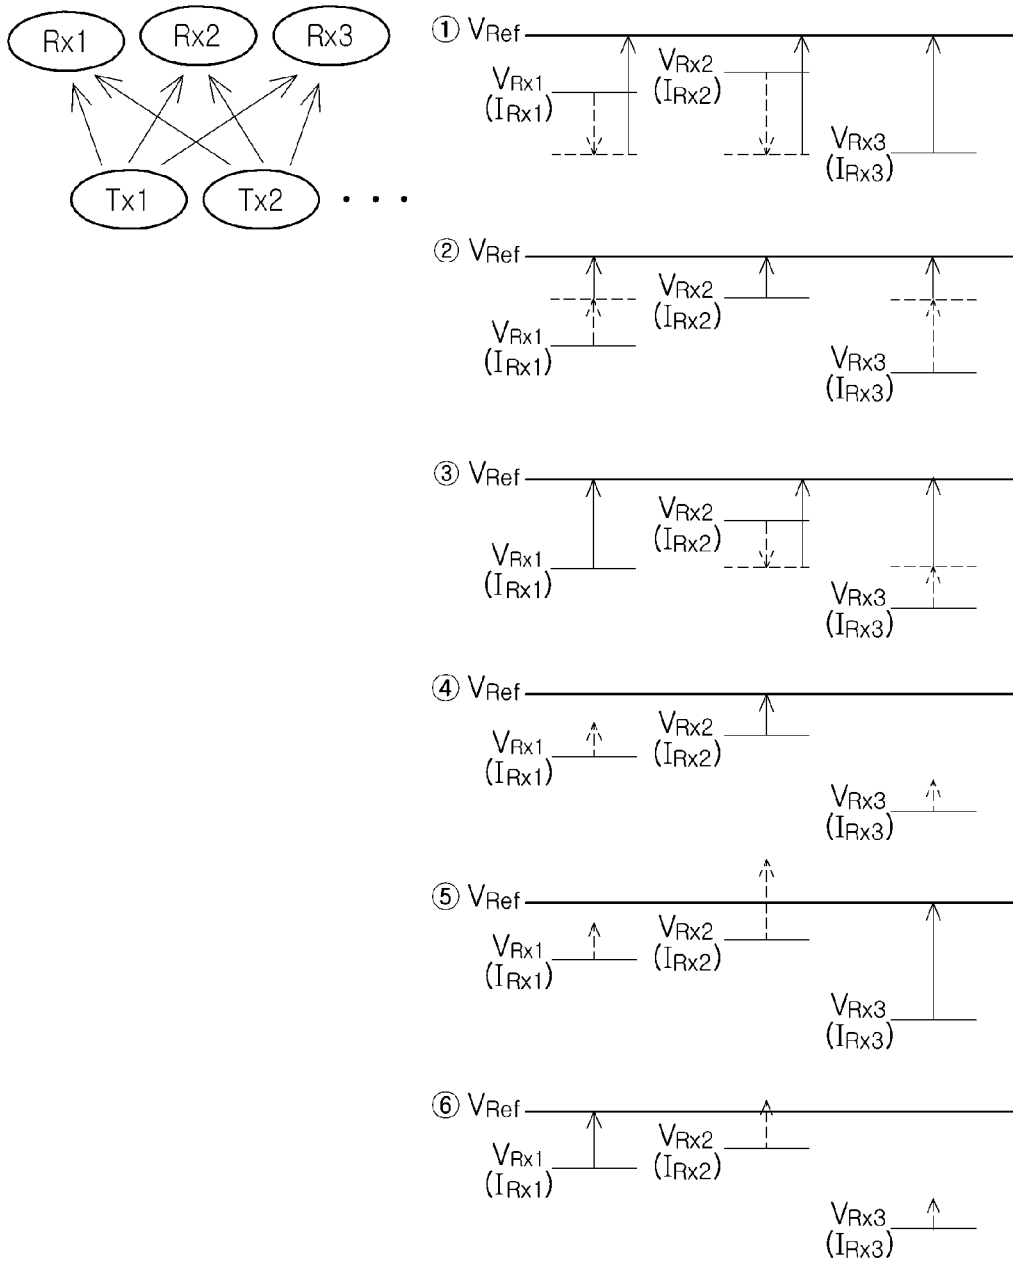 Rx1 Rx2 Rx3
Tx1 Tx2 · · ·
① VRef
VRx1
(IRx1)
VRx2
(IRx2)
VRx3
(IRx3)
② VRef
VRx1
(IRx1)
VRx2
(IRx2)
VRx3
(IRx3)
③ VRef
VRx1
(IRx1)
VRx2
(IRx2)
VRx3
(IRx3)
④ VRef
VRx1
(IRx1)
VRx2
(IRx2)
VRx3
(IRx3)
⑤ VRef
VRx1
(IRx1)
VRx2
(IRx2)
VRx3
(IRx3)
⑥ VRef
VRx1
(IRx1)
VRx2
(IRx2)
VRx3
(IRx3)